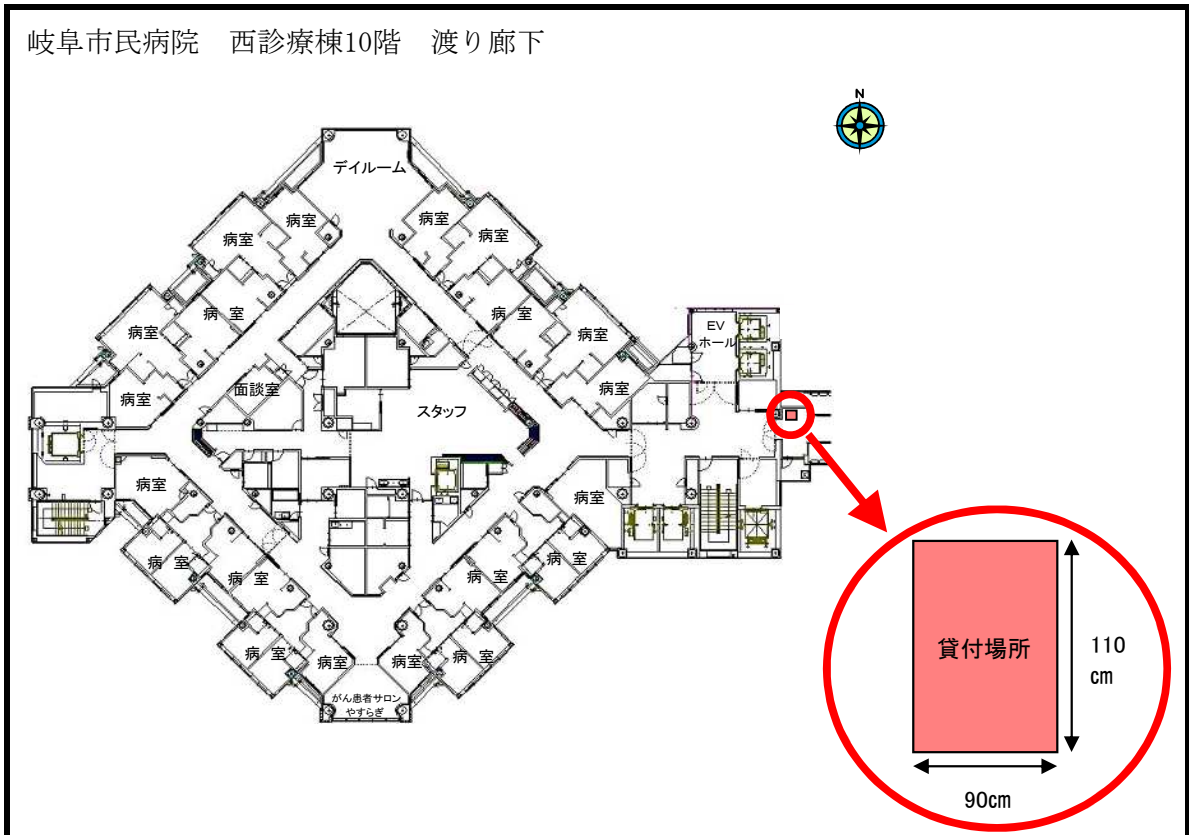 岐阜市民病院　西診療棟10階　渡り廊下
N
デイルーム
病室
病室
病室
病室
病室
病　室
病　室
病室
病室
EV
ホール
病室
病室
面談室
スタッフ
病室
病室
病　室
病　室
病　室
病　室
病　室
病室
病室
病　室
がん患者サロン
やすらぎ
貸付場所
110
cm
90cm